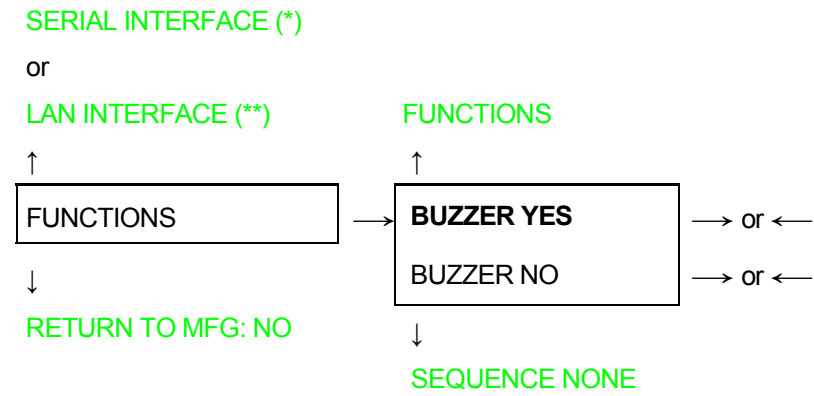 SERIAL INTERFACE (*)
or
LAN INTERFACE (**) FUNCTIONS
↑ ↑
FUNCTIONS → BUZZER YES → or ←
BUZZER NO → or ←
↓
RETURN TO MFG: NO ↓
SEQUENCE NONE